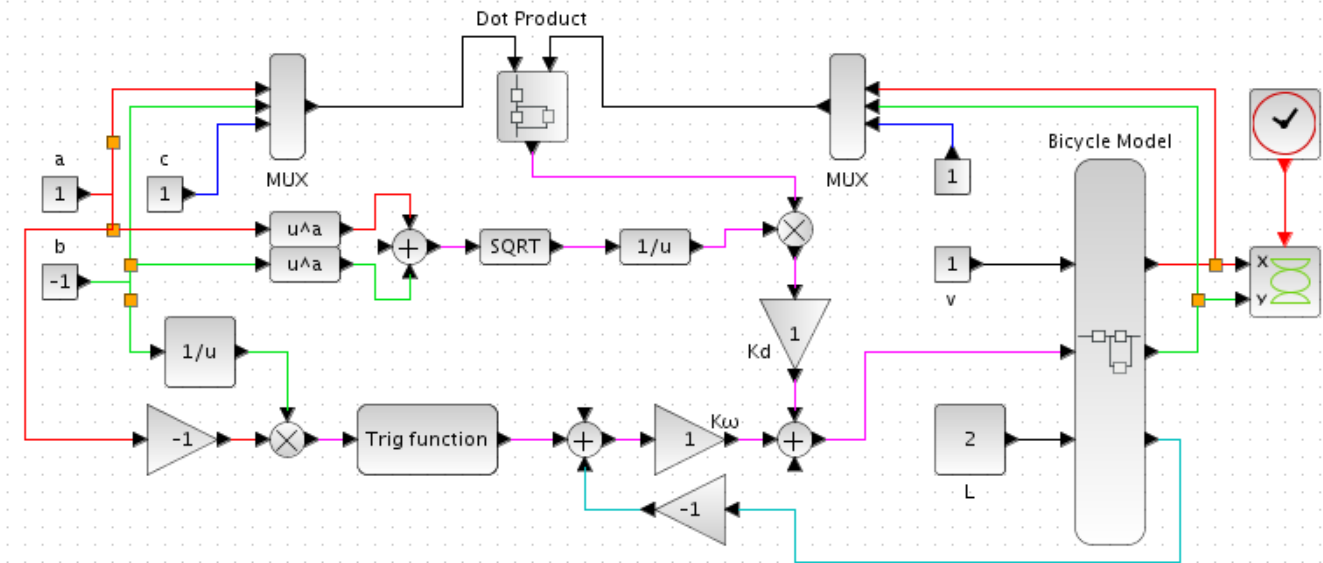 Dot Product
Bicycle Model
a
c
1
1
MUX
MUX
1
u^a
b
SQRT
1/u
X
-1
u^a
1
v
Y
1/u
1
Kd
-1
Trig function
1
Kω
2
L
-1